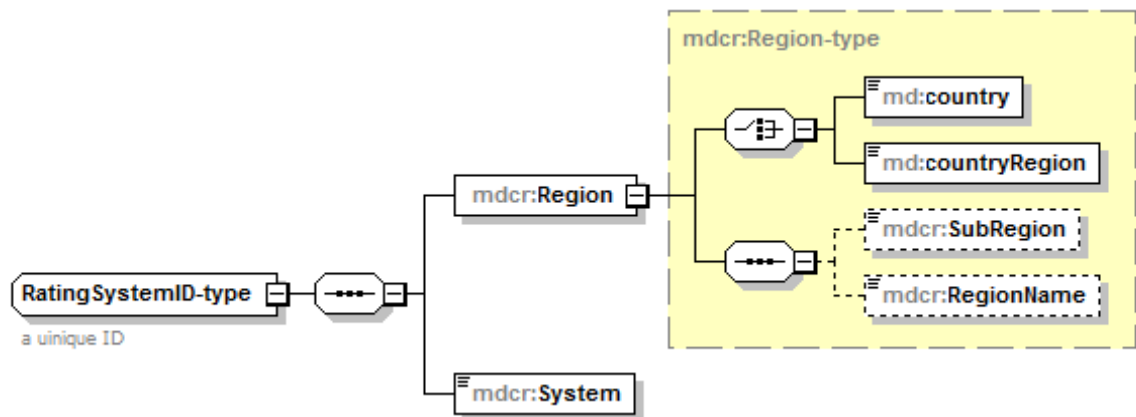 mdcr:Region-type
md:country
md:countryRegion
mdcr:Region
mdcr:SubRegion
mdcr:RegionName
RatingSystemID-type
a uinique ID
mdcr:System